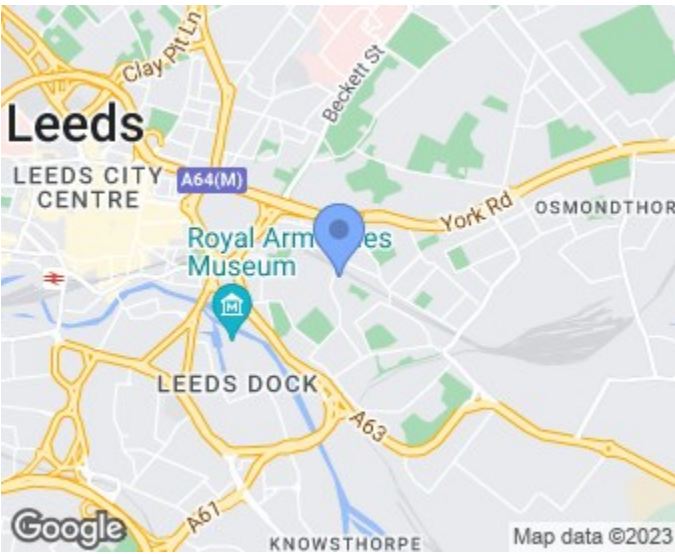 Clay Pit Ln
Beckett St
Leeds
LEEDS CITY
CENTRE
A64(M)
York Rd
OSMONDTHOR
Royal Arm
es
Museum
M
LEEDS DOCK
A63
A61
Google
KNOWSTHORPE
Map data ©2023